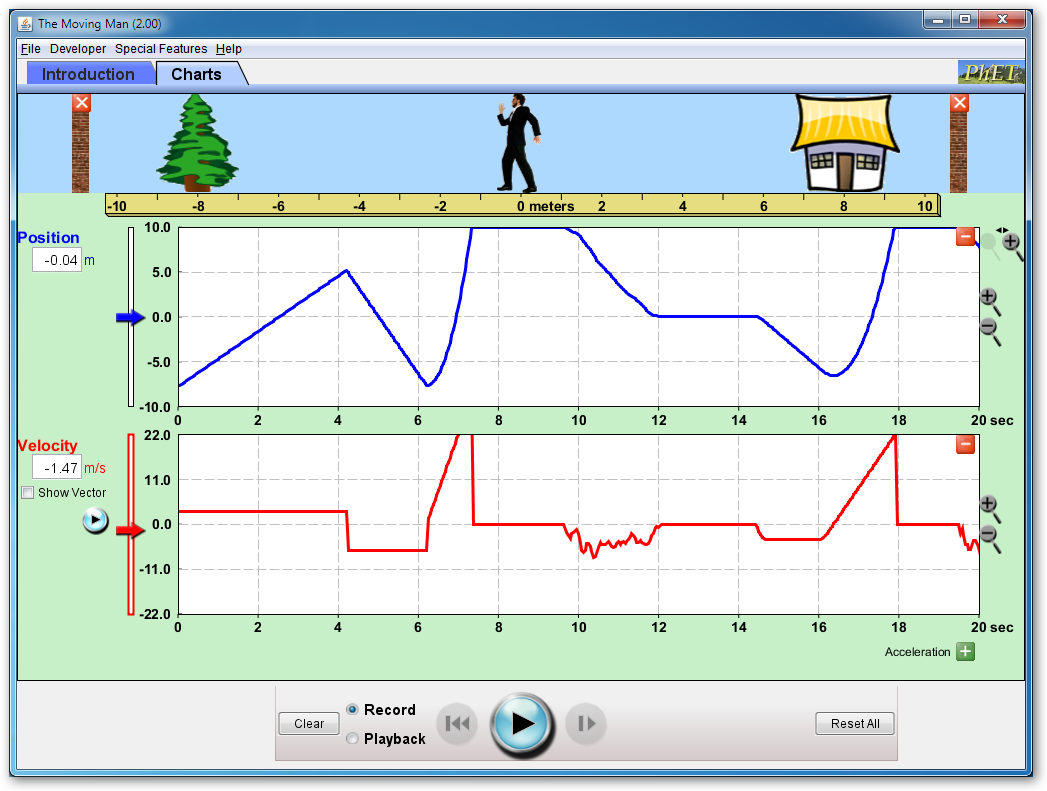 The Moving Man (2.00)
File Developer Special Features Help
Introduction Charts PhET
-10 -8 -6 -4 -2 0 meters 2 4 6 8 10
Position
-0.04 m
10.0
5.0
0.0
-5.0
-10.0
0 2 4 6 8 10 12 14 16 18 20 sec
Velocity
-1.47 m/s
Show Vector
22.0
11.0
0.0
-11.0
-22.0
0 2 4 6 8 10 12 14 16 18 20 sec
Acceleration
Clear
Record
Playback
Reset All